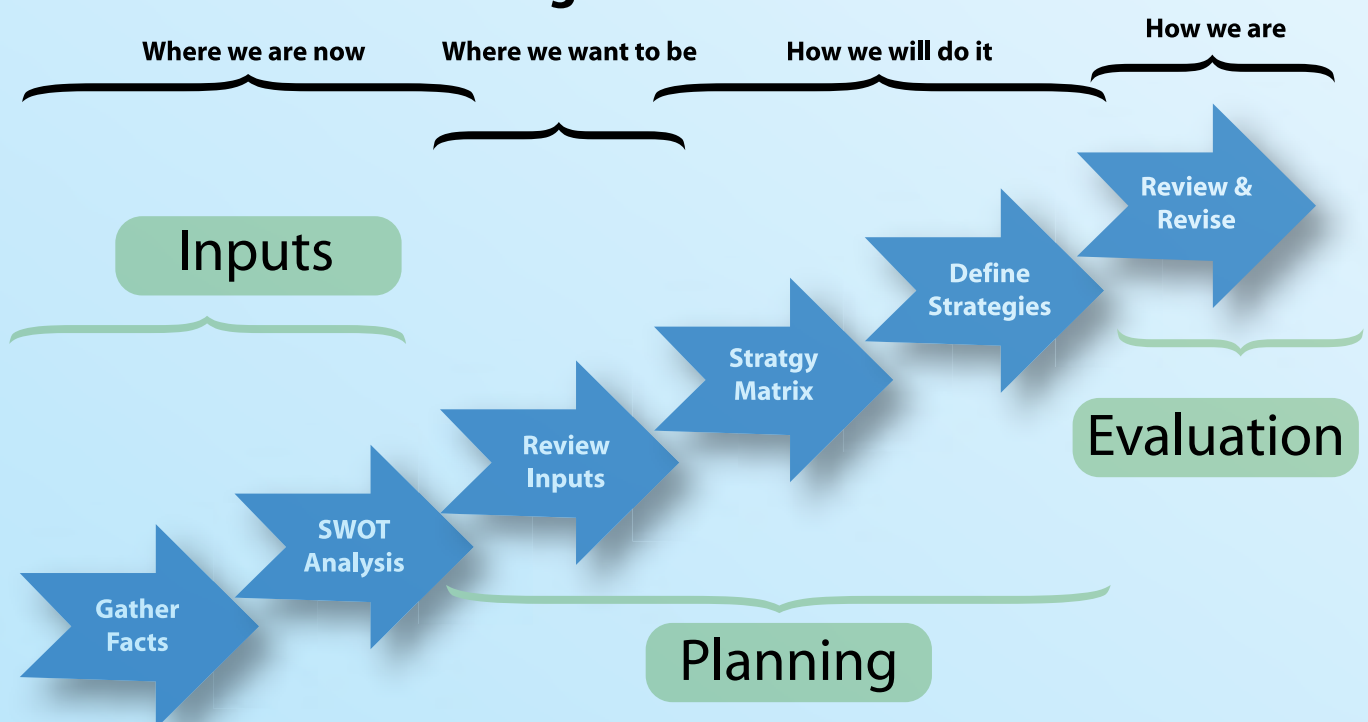 Where we are now
Where we want to be
How we will do it
How we are
Inputs
Review &
Revise
Define
Strategies
Stratgy
Matrix
Evaluation
Review
Inputs
SWOT
Analysis
Gather
Facts
Planning